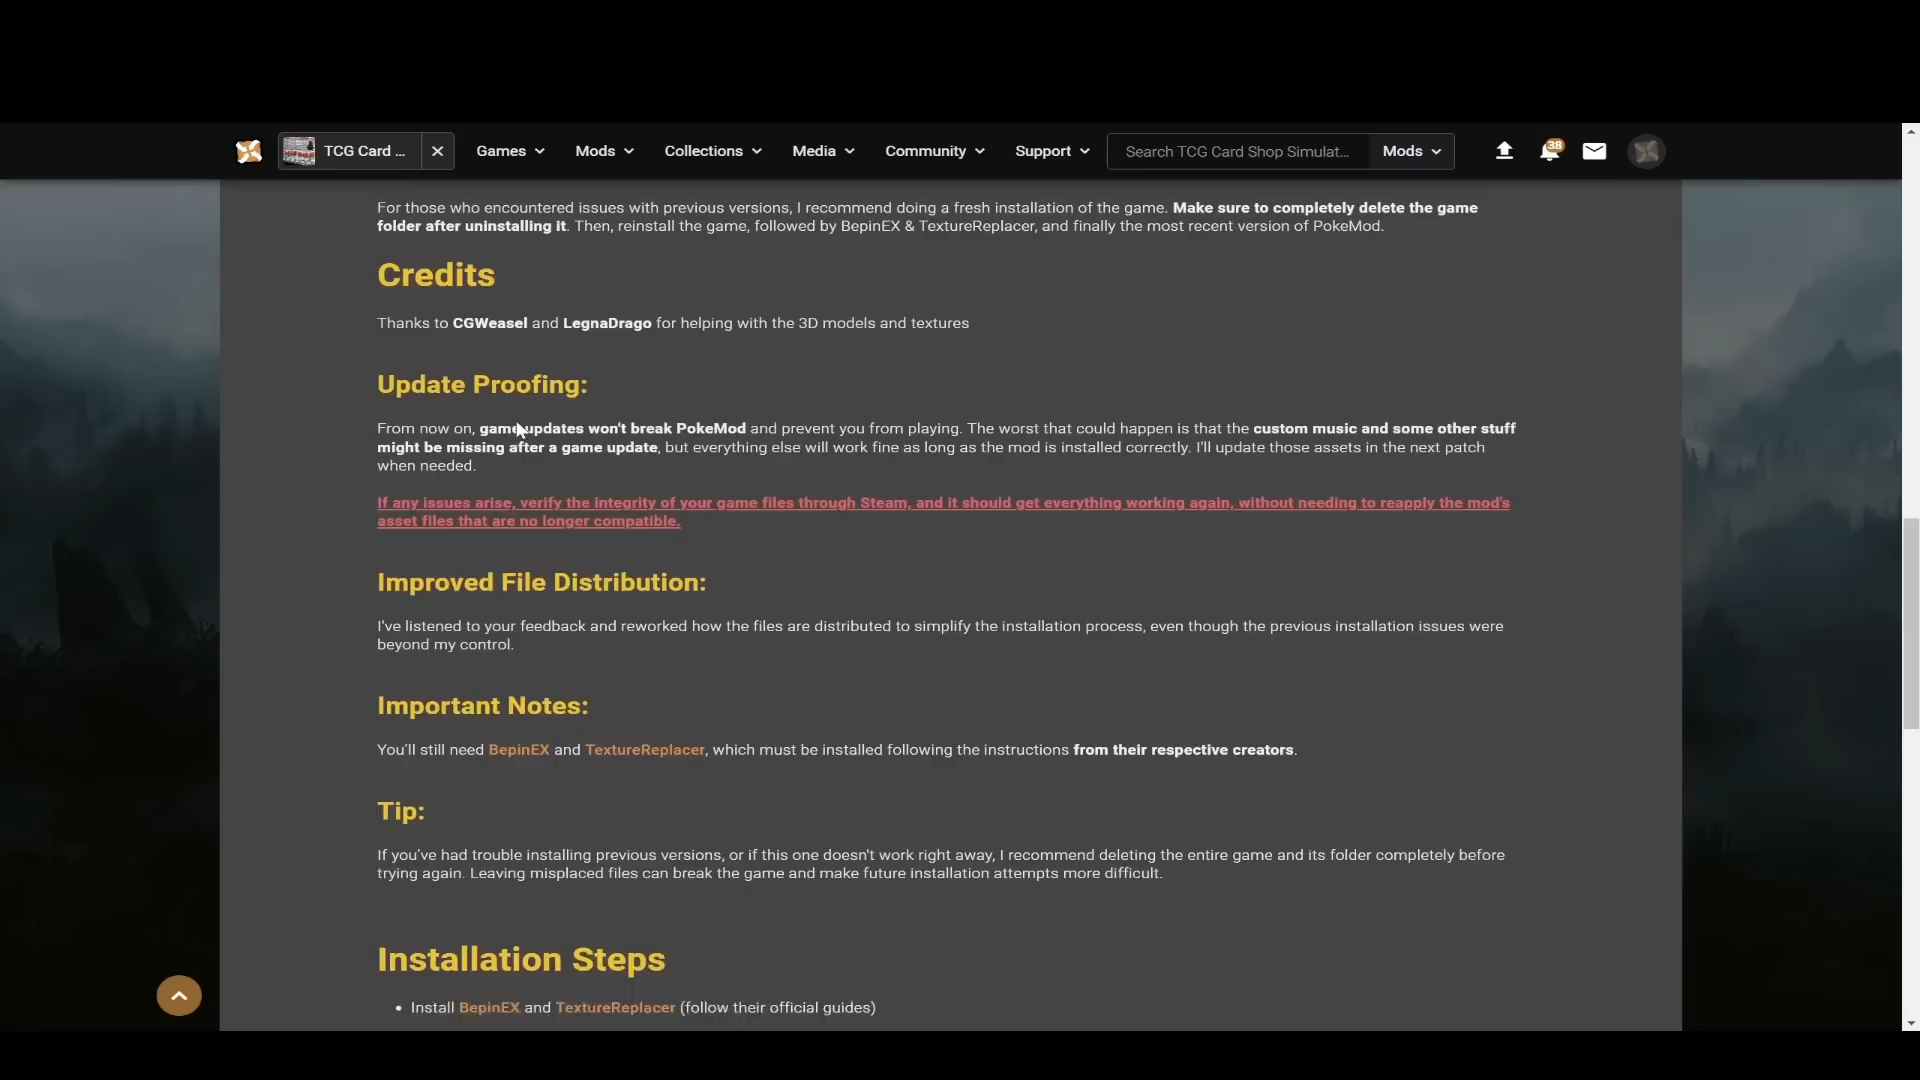 TCG Card ...
Games
Mods
Collections
Media
Community
Support
Search TCG Card Shop Simulat...
Mods
38
For those who encountered issues with previous versions, I recommend doing a fresh installation of the game. Make sure to completely delete the game
folder after uninstalling it. Then, reinstall the game, followed by BepinEX & TextureReplacer, and finally the most recent version of PokeMod.
Credits
Thanks to CGWeasel and LegnaDrago for helping with the 3D models and textures
Update Proofing:
From now on, game updates won't break PokeMod and prevent you from playing. The worst that could happen is that the custom music and some other stuff
might be missing after a game update, but everything else will work fine as long as the mod is installed correctly. I'll update those assets in the next patch
when needed.
If any issues arise, verify the integrity of your game files through Steam, and it should get everything working again, without needing to reapply the mod's
asset files that are no longer compatible.
Improved File Distribution:
I've listened to your feedback and reworked how the files are distributed to simplify the installation process, even though the previous installation issues were
beyond my control.
Important Notes:
You'll still need BepinEX and TextureReplacer, which must be installed following the instructions from their respective creators.
Tip:
If you've had trouble installing previous versions, or if this one doesn't work right away, I recommend deleting the entire game and its folder completely before
trying again. Leaving misplaced files can break the game and make future installation attempts more difficult.
Installation Steps
• Install BepinEX and TextureReplacer (follow their official guides)